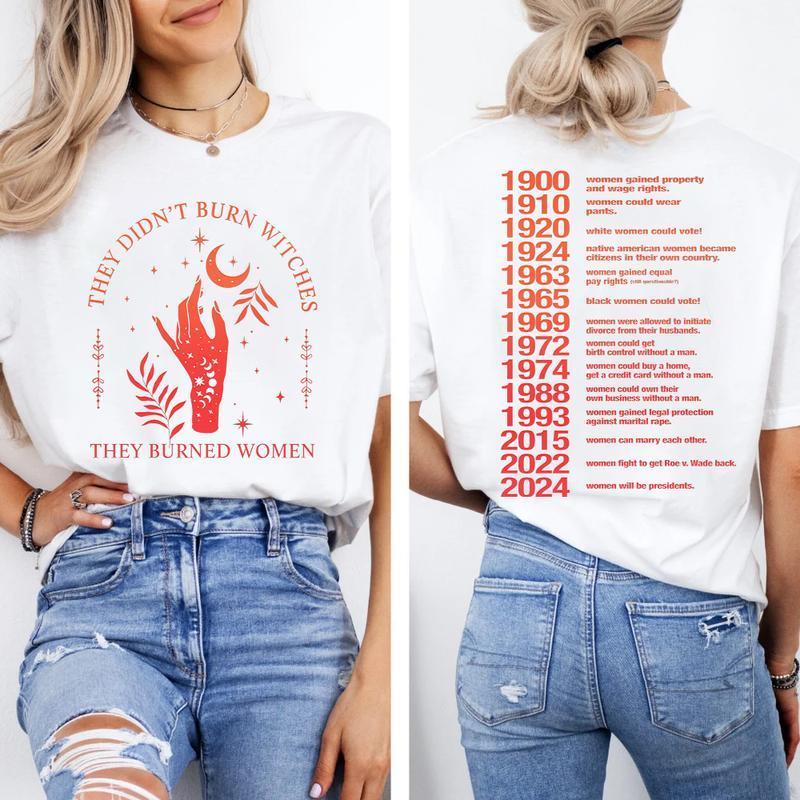 THEY DIDN'T BURN WITCHES
THEY BURNED WOMEN
1900 women gained property
and wage rights.
1910 women could wear
pants.
1920 white women could vote!
1924 native american women became
citizens in their own country.
1963 women gained equal
pay rights
1965 black women could vote!
1969 women were allowed to initiate
divorce from their husbands.
1972 women could get
birth control without a man.
1974 women could buy a home,
get a credit card without a man.
1988 women could own their
own business without a man.
1993 women gained legal protection
against marital rape.
2015 women can marry each other.
2022 women fight to get Roe v. Wade back.
2024 women will be presidents.